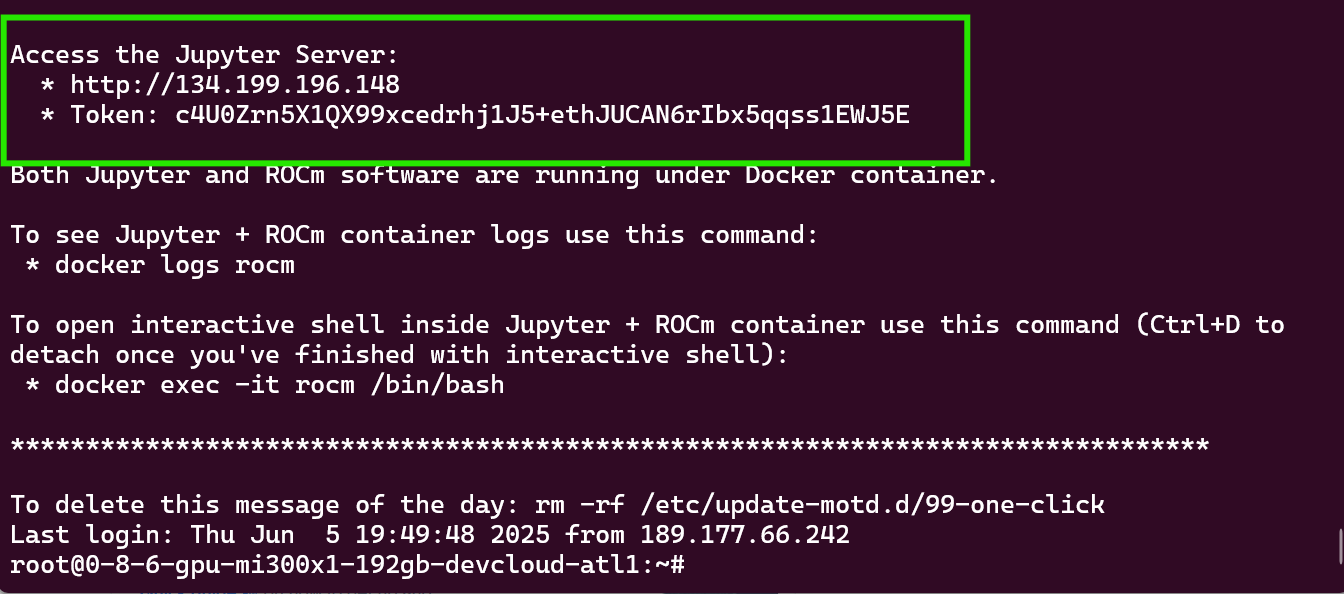 Access the Jupyter Server:
  * http://134.199.196.148
  * Token: c4U0Zrn5X1QX99xcedrhj1J5+ethJUCAN6rIbx5qqss1EWJ5E
Both Jupyter and ROCm software are running under Docker container.
To see Jupyter + ROCm container logs use this command:
 * docker logs rocm
To open interactive shell inside Jupyter + ROCm container use this command (Ctrl+D to
detach once you've finished with interactive shell):
 * docker exec -it rocm /bin/bash
********************************************************************************
To delete this message of the day: rm -rf /etc/update-motd.d/99-one-click
Last login: Thu Jun  5 19:49:48 2025 from 189.177.66.242
root@0-8-6-gpu-mi300x1-192gb-devcloud-atl1:~#